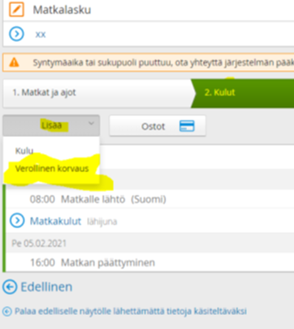 Matkalasku
xx
Syntymäaika tai sukupuoli puuttuu, ota yhteyttä järjestelmän pääk
1. Matkat ja ajot
2. Kulut
Lisää
Ostot
Kulu
Verollinen korvaus
08:00 Matkalle lähtö (Suomi)
Matkakulut lähijuna
Pe 05.02.2021
16:00 Matkan päättyminen
Edellinen
Palaa edelliselle näytölle lähettämättä tietoja käsiteltäväksi